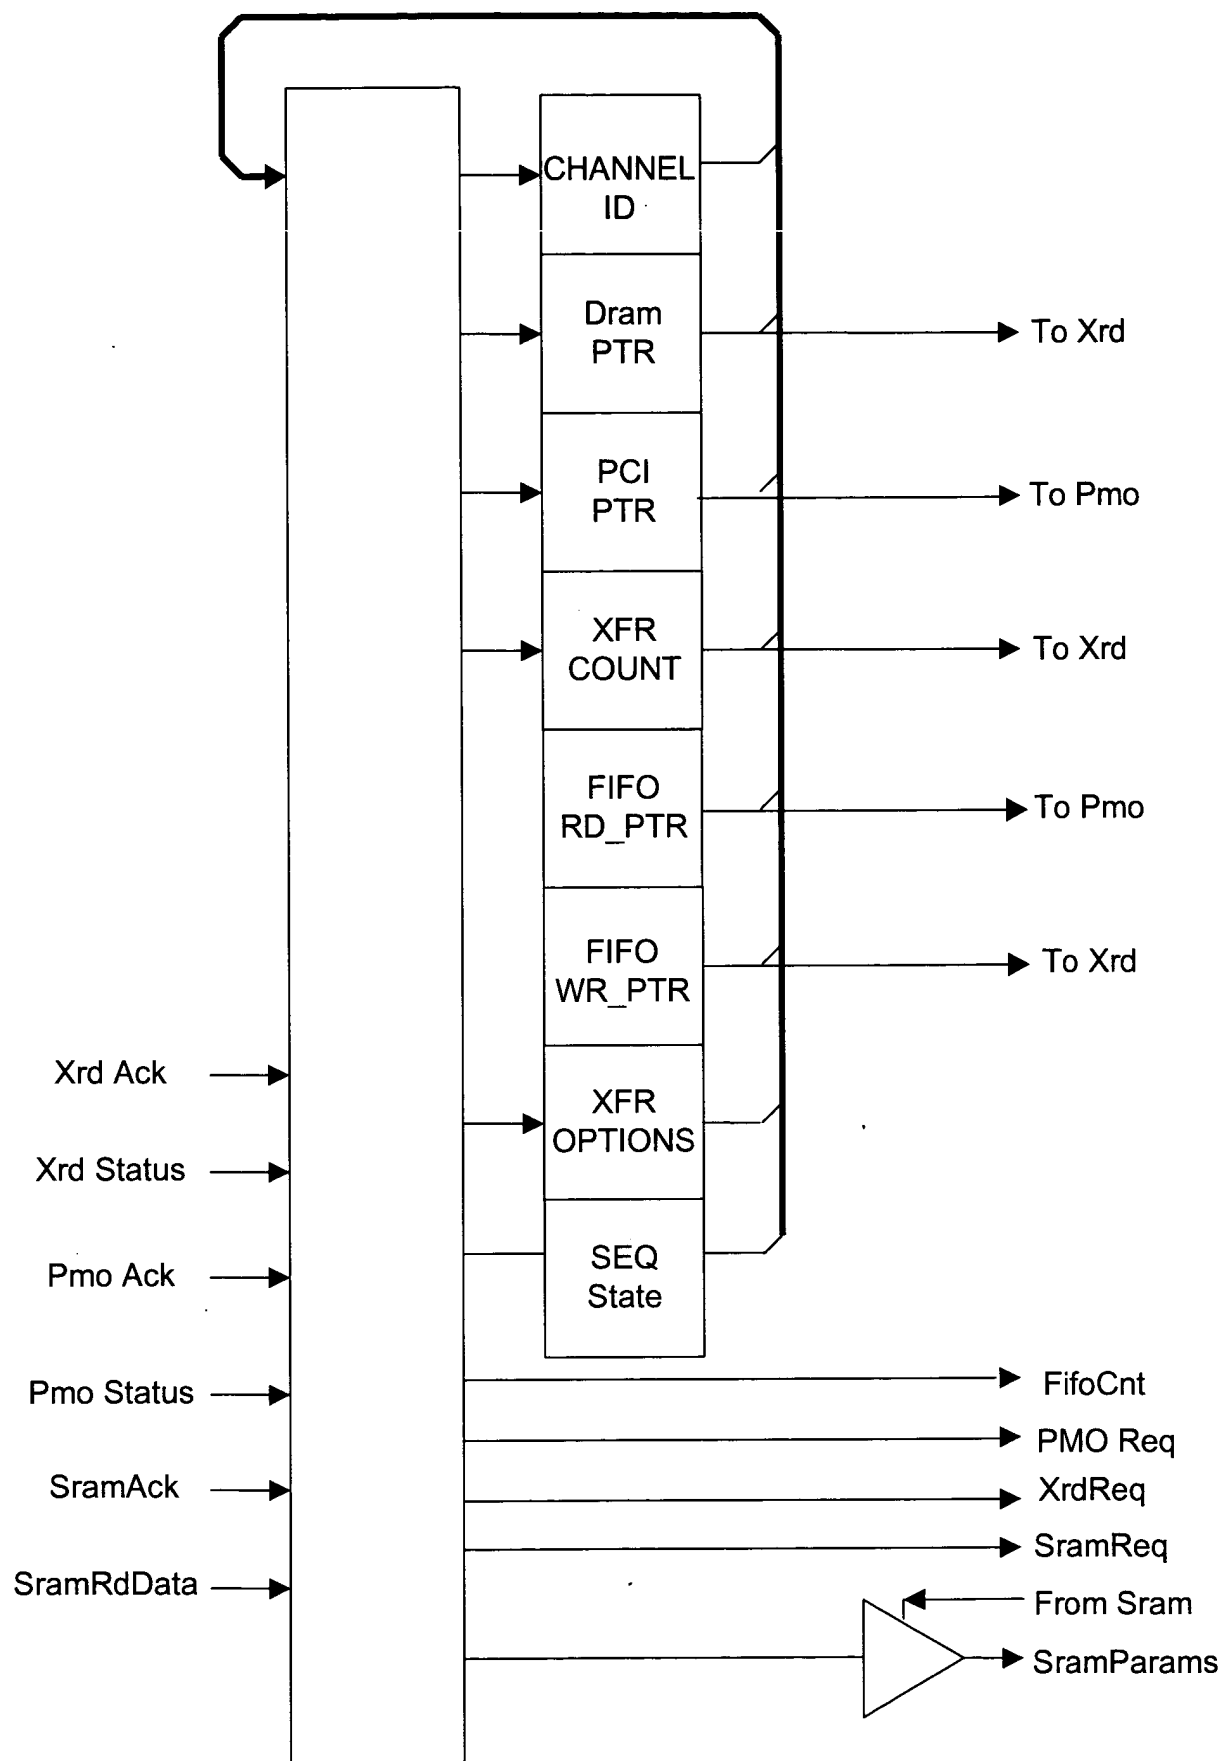 CHANNEL
ID
Dram
PTR
To Xrd
PCI
PTR
To Pmo
XFR
COUNT
To Xrd
FIFO
RD_PTR
To Pmo
FIFO
WR_PTR
To Xrd
Xrd Ack
XFR
OPTIONS
Xrd Status
SEQ
State
Pmo Ack
Pmo Status
FifoCnt
PMO Req
SramAck
XrdReq
SramReq
SramRdData
From Sram
SramParams